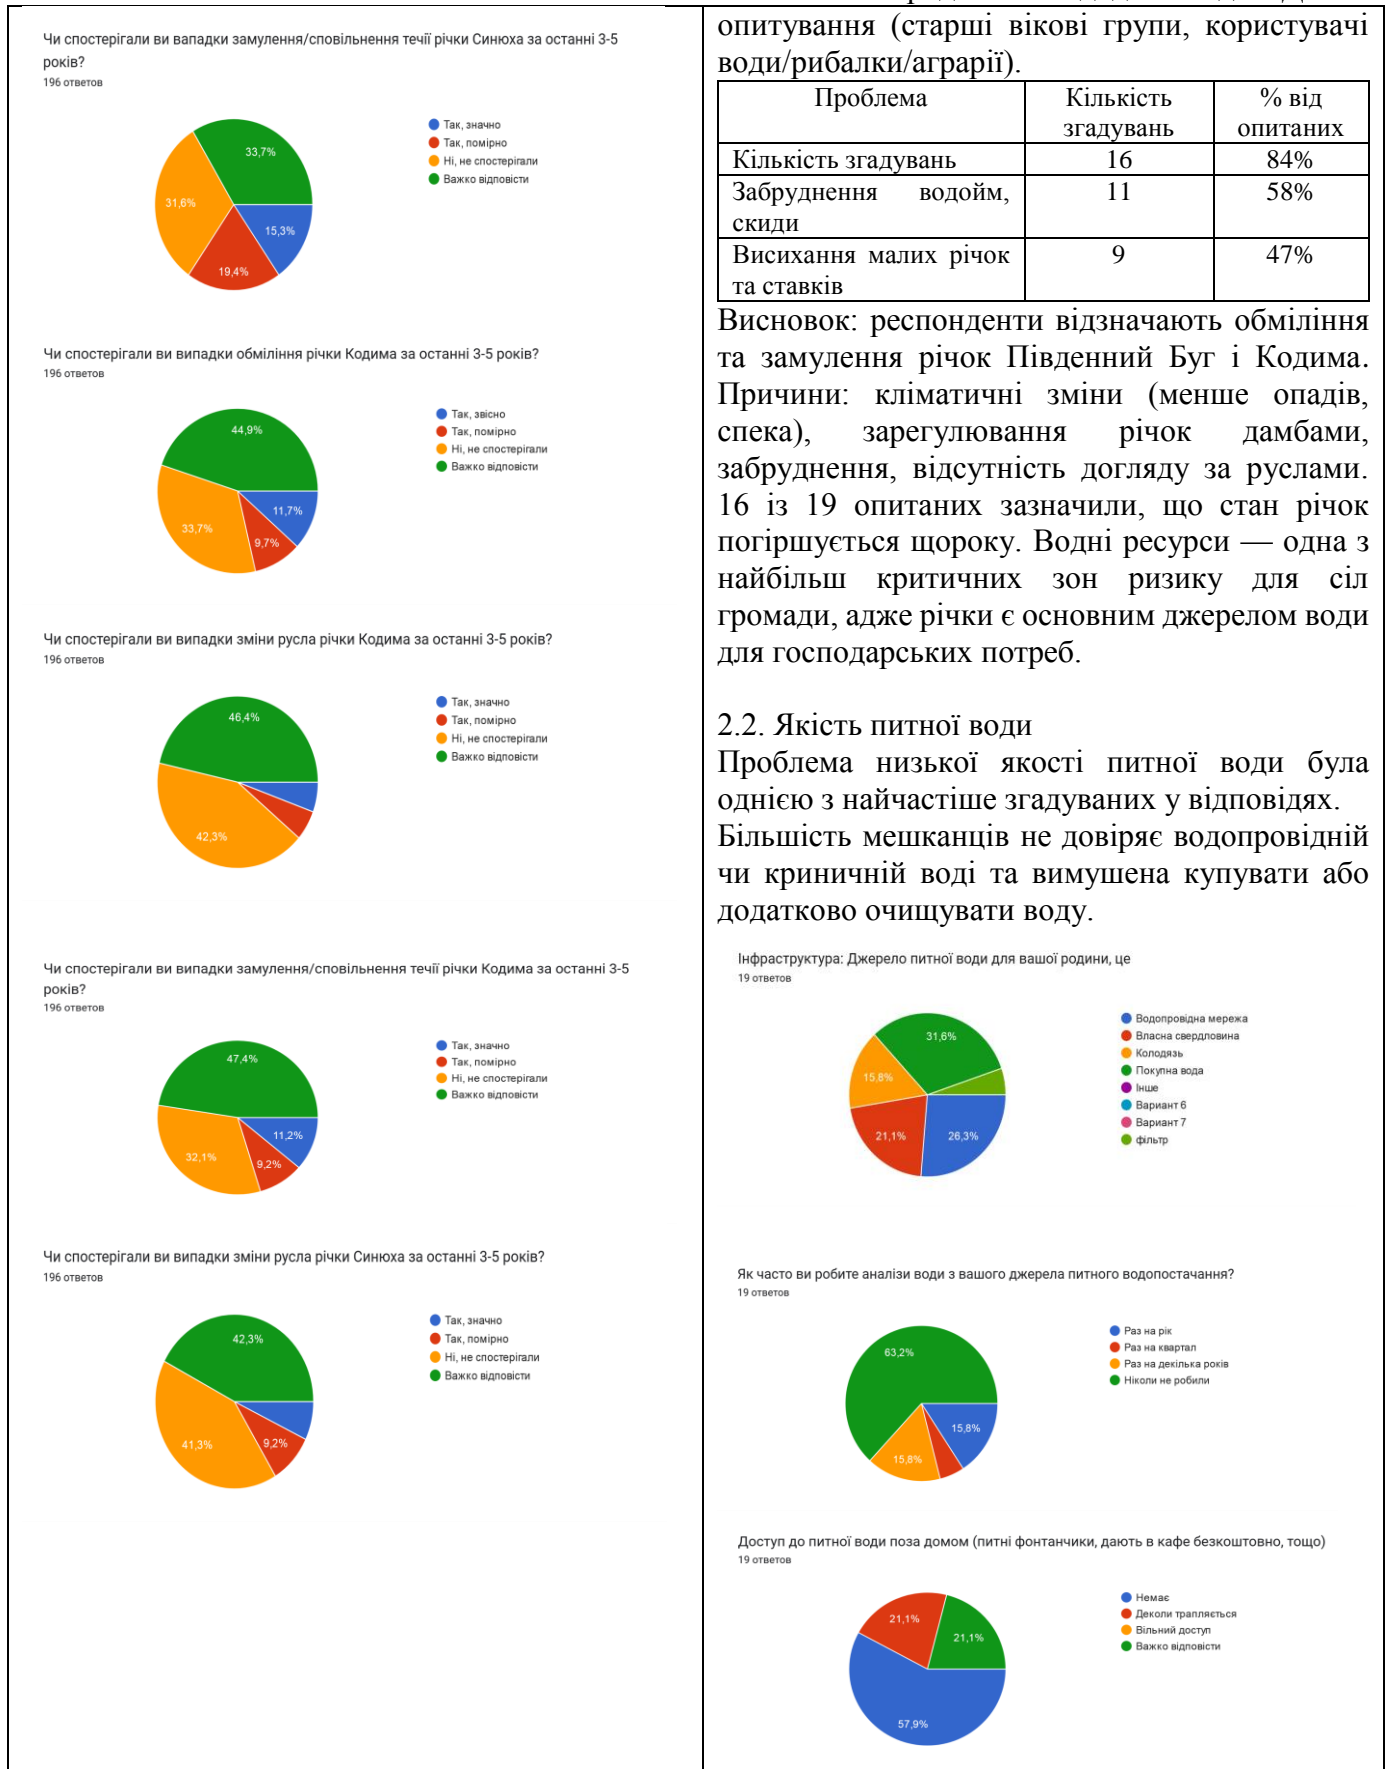 Чи спостерігали ви вападки замулення/сповільнення течії річки Синюха за останні 3-5
років?
196 ответов
Так, значно
Так, помірно
Ні, не спостерігали
Важко відповісти
33,7%
31,6%
15,3%
19,4%
Чи спостерігали ви випадки обміління річки Кодима за останні 3-5 років?
196 ответов
Так, звісно
Так, помірно
Ні, не спостерігали
Важко відповісти
44,9%
11,7%
33,7%
9,7%
Чи спостерігали ви випадки зміни русла річки Кодима за останні 3-5 років?
196 ответов
Так, значно
Так, помірно
Ні, не спостерігали
Важко відповісти
46,4%
42,3%
Чи спостерігали ви випадки замулення/сповільнення течії річки Кодима за останні 3-5
років?
196 ответов
Так, значно
Так, помірно
Ні, не спостерігали
Важко відповісти
47,4%
11,2%
32,1%
9,2%
Чи спостерігали ви випадки зміни русла річки Синюха за останні 3-5 років?
196 ответов
Так, значно
Так, помірно
Ні, не спостерігали
Важко відповісти
42,3%
41,3%
9,2%
опитування (старші вікові групи, користувачі
води/рибалки/аграрії).
Проблема Кількість % від
згадувань опитаних
Кількість згадувань 16 84%
Забруднення водойм, 11 58%
скиди
Висихання малих річок 9 47%
та ставків
Висновок: респонденти відзначають обміління
та замулення річок Південний Буг і Кодима.
Причини: кліматичні зміни (менше опадів,
спека), зарегулювання річок дамбами,
забруднення, відсутність догляду за руслами.
16 із 19 опитаних зазначили, що стан річок
погіршується щороку. Водні ресурси — одна з
найбільш критичних зон ризику для сіл
громади, адже річки є основним джерелом води
для господарських потреб.
2.2. Якість питної води
Проблема низької якості питної води була
однією з найчастіше згадуваних у відповідях.
Більшість мешканців не довіряє водопровідній
чи криничній воді та вимушена купувати або
додатково очищувати воду.
Інфраструктура: Джерело питної води для вашої родини, це
19 ответов
Водопровідна мережа
Власна свердловина
Колодязь
Покупна вода
Інше
Вариант 6
Вариант 7
фільтр
31,6%
15,8%
21,1%
26,3%
Як часто ви робите аналізи води з вашого джерела питного водопостачання?
19 ответов
Раз на рік
Раз на квартал
Раз на декілька років
Ніколи не робили
63,2%
15,8%
15,8%
Доступ до питної води поза домом (питні фонтанчики, дають в кафе безкоштовно, тощо)
19 ответов
Немає
Деколи трапляється
Вільний доступ
Важко відповісти
21,1%
21,1%
57,9%